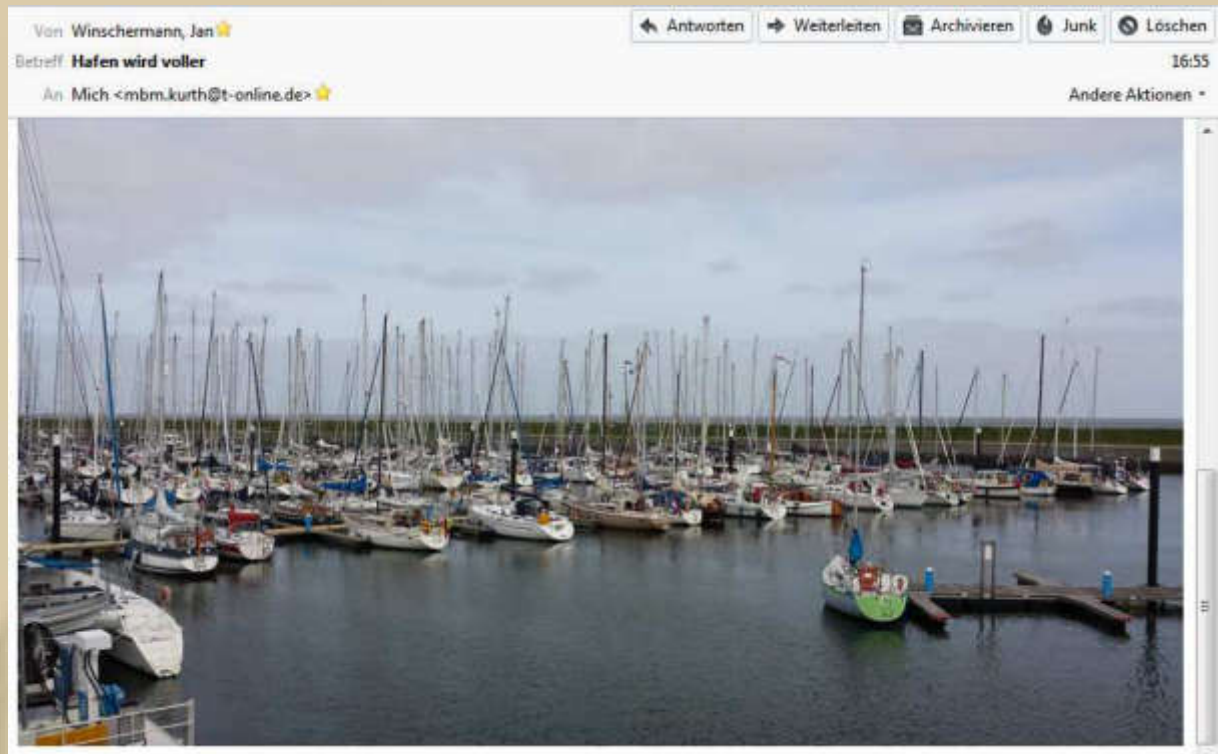 Von Winschermann, Jan
Antworten Weiterleiten Archivieren Junk Löschen
Betreff Hafen wird voller
16:55
An Mich <mbm.kurth@t-online.de>
Andere Aktionen